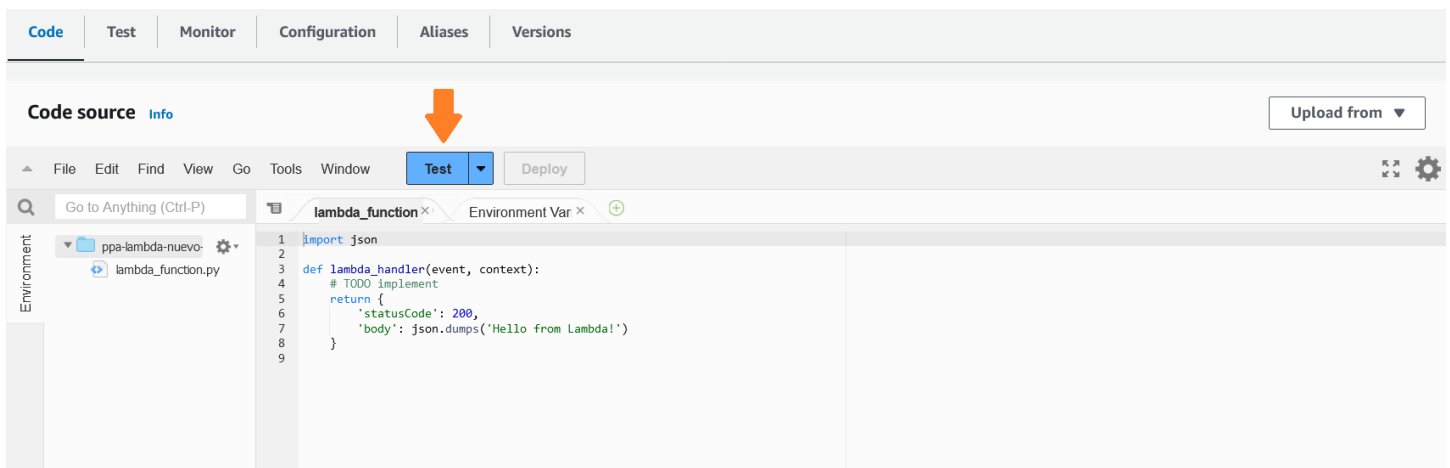 Code Test Monitor Configuration Aliases Versions
Code source Info Upload from
File Edit Find View Go Tools Window Test Deploy
Go to Anything (Ctrl-P) lambda_function Environment Var
Environment
ppa-lambda-nuevo-
lambda_function.py
1 import json
2
3 def lambda_handler(event, context):
4 # TODO implement
5 return {
6 'statusCode': 200,
7 'body': json.dumps('Hello from Lambda!')
8 }
9